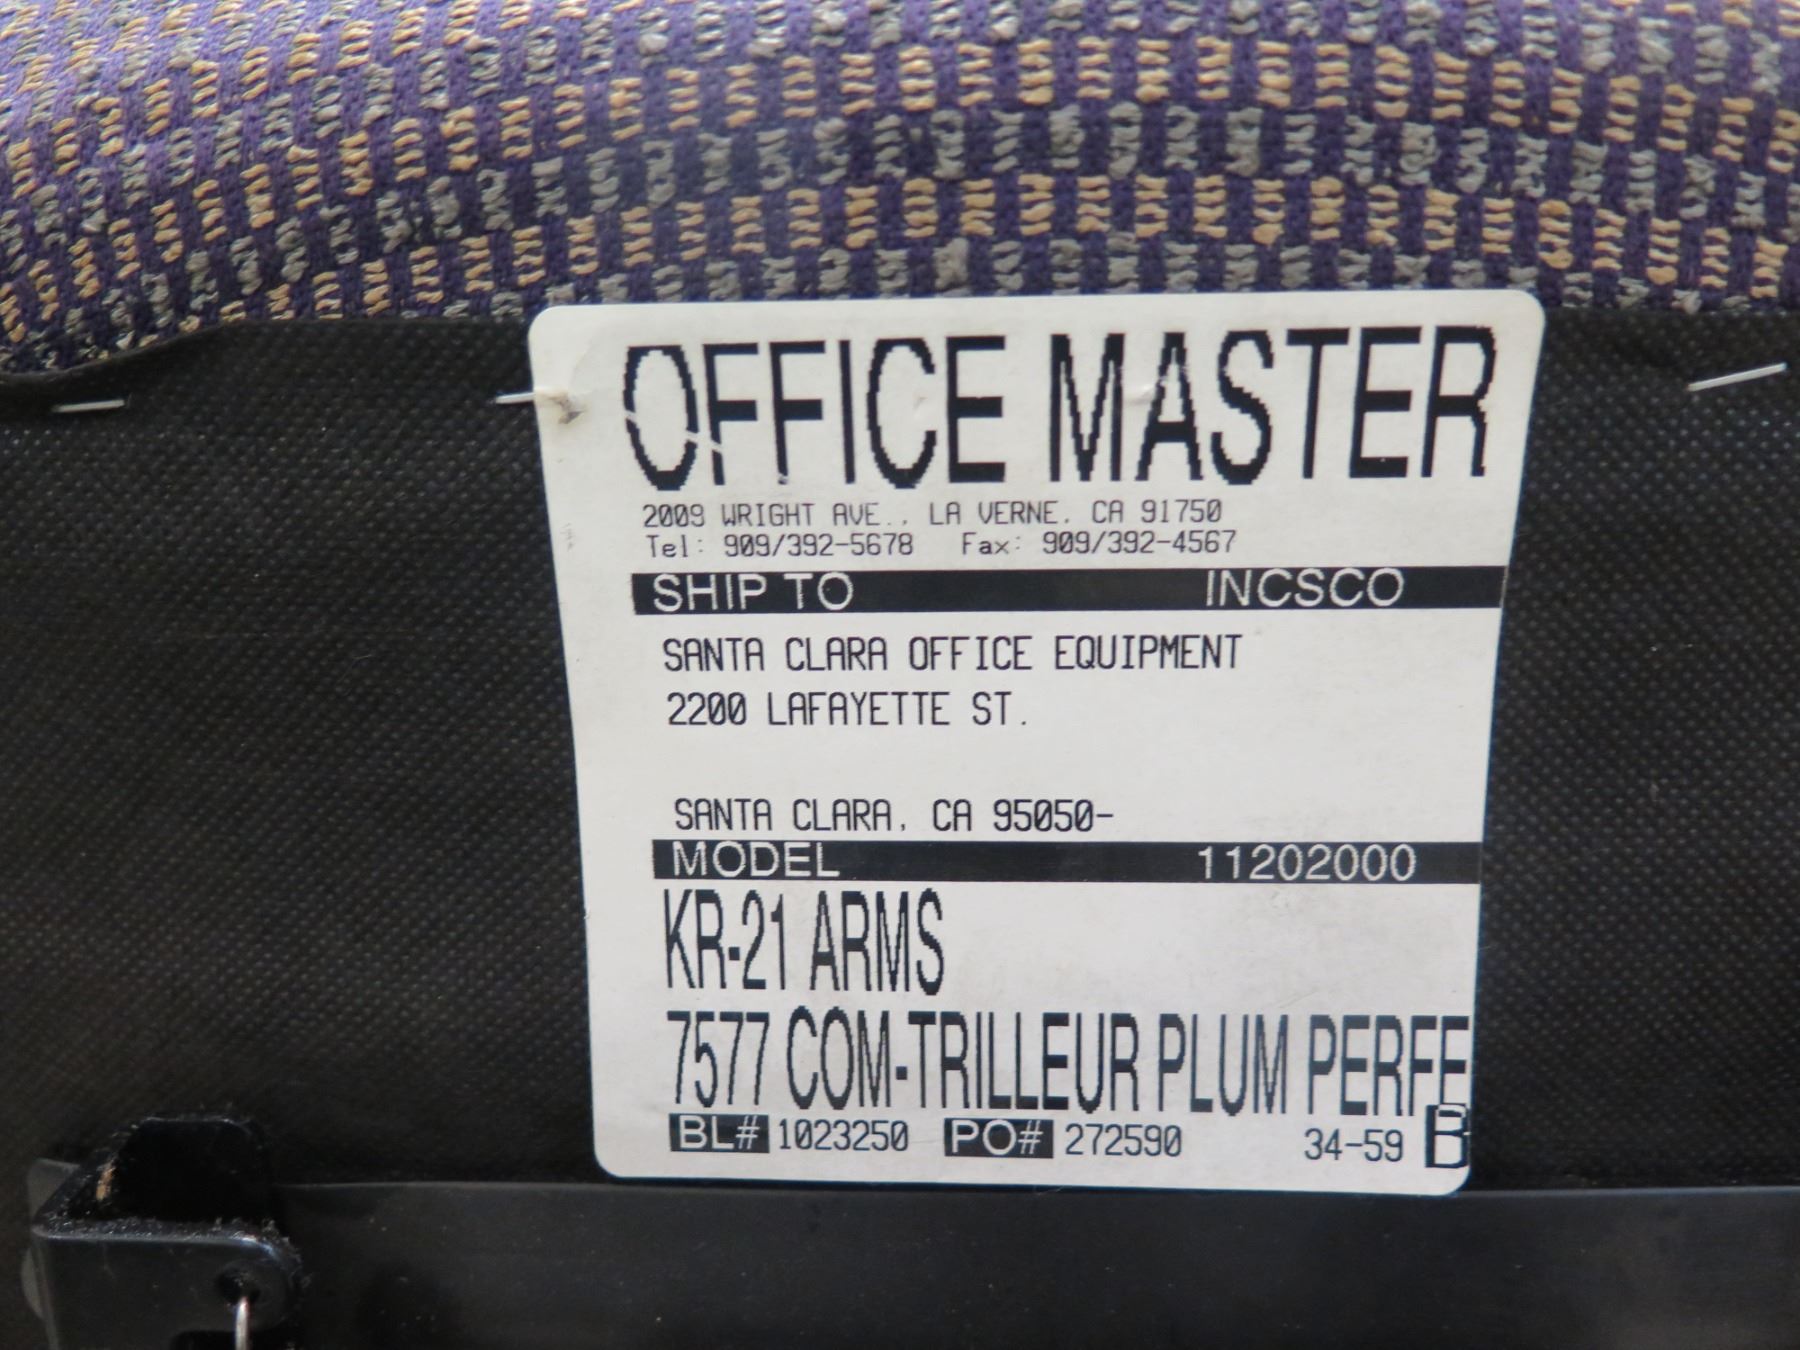 OFFICE MASTER
2009 WRIGHT AVE., LA VERNE, CA 91750
Tel: 909/392-5678 Fax: 909/392-4567
SHIP TO INCSCO
SANTA CLARA OFFICE EQUIPMENT
2200 LAFAYETTE ST.
SANTA CLARA, CA 95050-
MODEL 11202000
KR-21 ARMS
7577 COM-TRILLEUR PLUM PERFE
BL# 1023250 PO# 272590 34-59 B